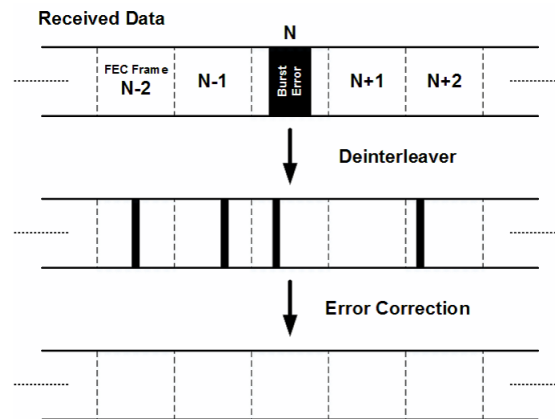 Received Data
N
FEC Frame
N-2
N-1
Burst
Error
N+1
N+2
Deinterleaver
Error Correction